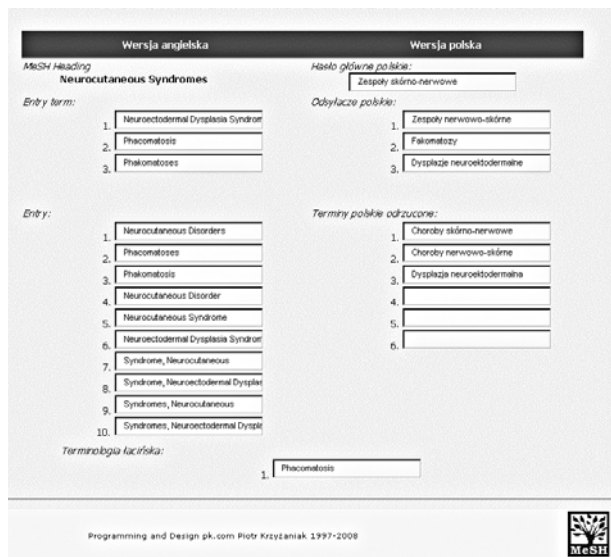 Wersja angielska
Wersja polska
MeSH Heading
Neurocutaneous Syndromes
Hasło główne polskie:
Zespoły skórno-nerwowe
Entry term:
1. Neuroectodermal Dysplasia Syndrom
2. Phacomatosis
3. Phakomatoses
Odsyłacze polskie:
1. Zespoły nerwowo-skórne
2. Fakomatozy
3. Dysplazje neuroektodermalne
Entry:
1. Neurocutaneous Disorders
2. Phacomatoses
3. Phakomatosis
4. Neurocutaneous Disorder
5. Neurocutaneous Syndrome
6. Neuroectodermal Dysplasia Syndrom
7. Syndrome, Neurocutaneous
8. Syndrome, Neuroectodermal Dysplas
9. Syndromes, Neurocutaneous
10. Syndromes, Neuroectodermal Dyspla
Terminy polskie odrzucone:
1. Choroby skórno-nerwowe
2. Choroby nerwowo-skórne
3. Dysplazja neuroektodermalna
4.
5.
6.
Terminologia łacińska:
1. Phacomatosis
Programming and Design pk.com Piotr Krzyżaniak 1997-2008
MeSH